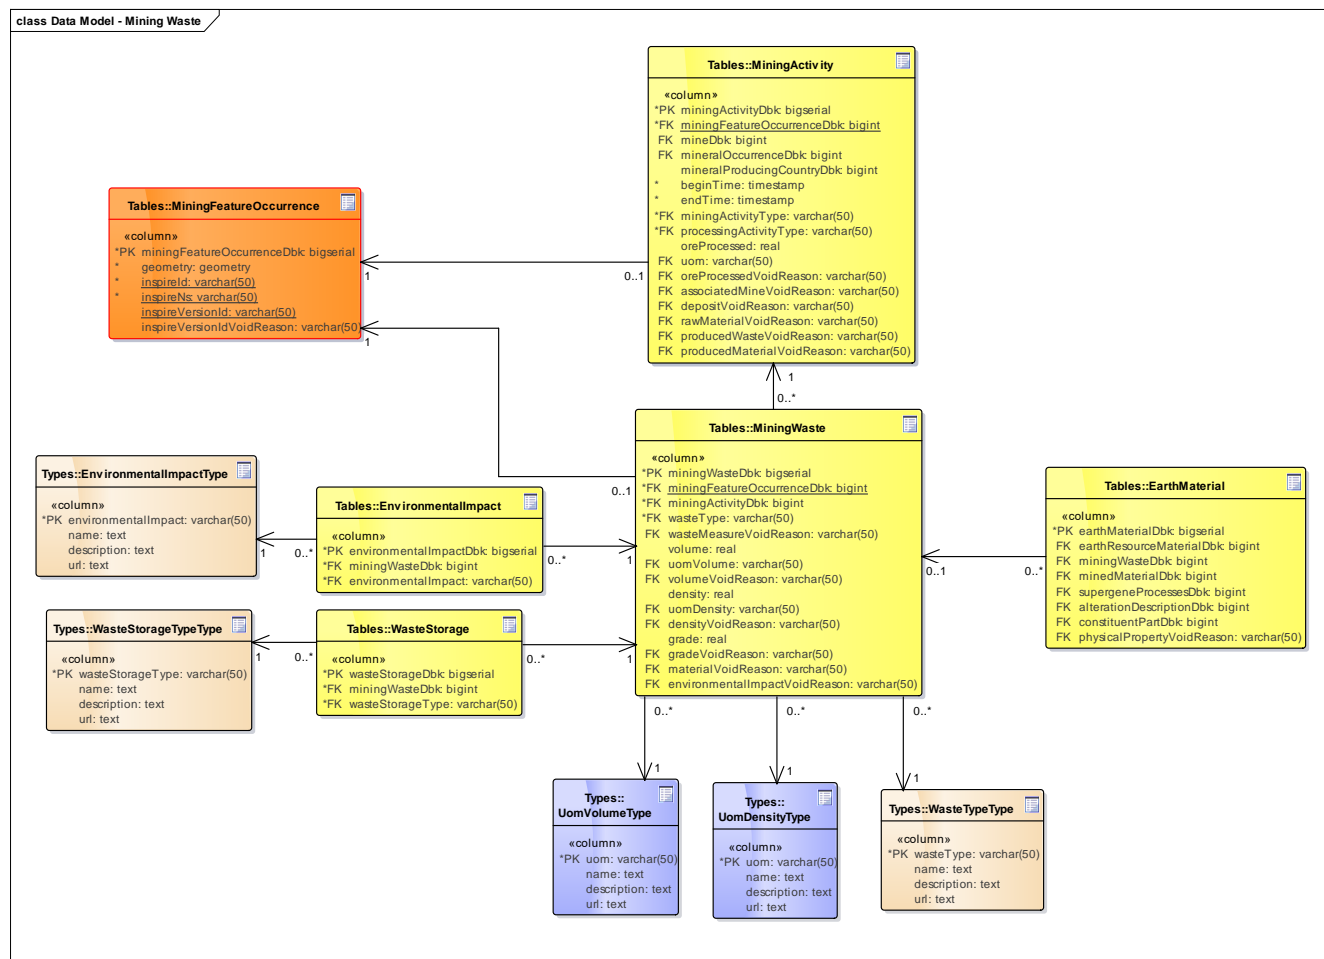 class Data Model - Mining Waste
Tables::MiningActivity
«column»
*PK miningActivityDbk: bigserial
*FK miningFeatureOccurrenceDbk: bigint
FK mineDbk: bigint
FK mineralOccurrenceDbk: bigint
mineralProducingCountryDbk: bigint
* beginTime: timestamp
* endTime: timestamp
*FK miningActivityType: varchar(50)
*FK processingActivityType: varchar(50)
oreProcessed: real
FK uom: varchar(50)
FK oreProcessedVoidReason: varchar(50)
FK associatedMineVoidReason: varchar(50)
FK depositVoidReason: varchar(50)
FK rawMaterialVoidReason: varchar(50)
FK producedWasteVoidReason: varchar(50)
FK producedMaterialVoidReason: varchar(50)
Tables::MiningFeatureOccurrence
«column»
*PK miningFeatureOccurrenceDbk: bigserial
* geometry: geometry
* inspireId: varchar(50)
* inspireNs: varchar(50)
inspireVersionId: varchar(50)
inspireVersionIdVoidReason: varchar(50)
1
0..1
1
0..1
1
0..*
Tables::MiningWaste
«column»
*PK miningWasteDbk: bigserial
*FK miningFeatureOccurrenceDbk: bigint
*FK miningActivityDbk: bigint
*FK wasteType: varchar(50)
FK wasteMeasureVoidReason: varchar(50)
volume: real
FK uomVolume: varchar(50)
FK volumeVoidReason: varchar(50)
density: real
FK uomDensity: varchar(50)
FK densityVoidReason: varchar(50)
grade: real
FK gradeVoidReason: varchar(50)
FK materialVoidReason: varchar(50)
FK environmentalImpactVoidReason: varchar(50)
Types::EnvironmentalImpactType
«column»
*PK environmentalImpact: varchar(50)
name: text
description: text
url: text
1
0..*
Tables::EnvironmentalImpact
«column»
*PK environmentalImpactDbk: bigserial
*FK miningWasteDbk: bigint
*FK environmentalImpact: varchar(50)
0..*
1
Tables::EarthMaterial
«column»
*PK earthMaterialDbk: bigserial
FK earthResourceMaterialDbk: bigint
FK miningWasteDbk: bigint
FK minedMaterialDbk: bigint
FK supergeneProcessesDbk: bigint
FK alterationDescriptionDbk: bigint
FK constituentPartDbk: bigint
FK physicalPropertyVoidReason: varchar(50)
0..1
0..*
Types::WasteStorageTypeType
«column»
*PK wasteStorageType: varchar(50)
name: text
description: text
url: text
1
0..*
Tables::WasteStorage
«column»
*PK wasteStorageDbk: bigserial
*FK miningWasteDbk: bigint
*FK wasteStorageType: varchar(50)
0..*
1
0..*
0..*
0..*
1
1
1
Types::
UomVolumeType
«column»
*PK uom: varchar(50)
name: text
description: text
url: text
Types::
UomDensityType
«column»
*PK uom: varchar(50)
name: text
description: text
url: text
Types::WasteTypeType
«column»
*PK wasteType: varchar(50)
name: text
description: text
url: text